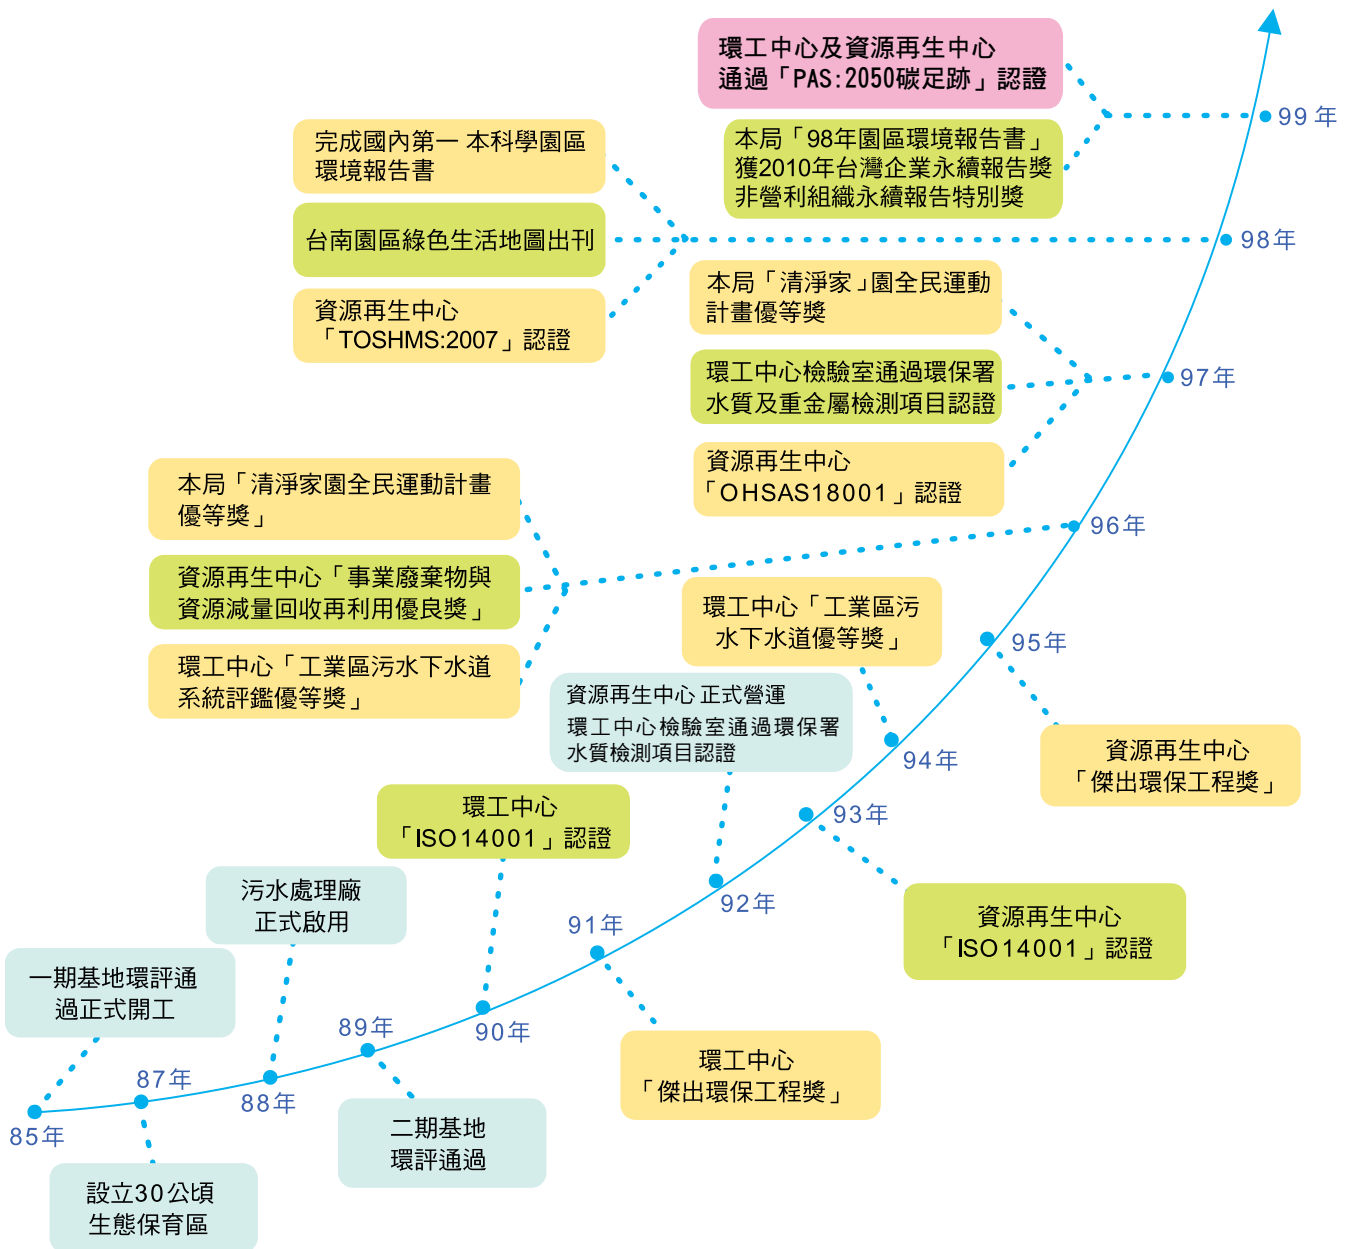 環工中心及資源再生中心
通過「PAS:2050碳足跡」認證
99年
本局「98年園區環境報告書」
獲2010年台灣企業永續報告獎
非營利組織永續報告特別獎
完成國內第一 本科學園區
環境報告書
台南園區綠色生活地圖出刊
98年
資源再生中心
「TOSHMS:2007」認證
本局「清淨家」園全民運動
計畫優等獎
環工中心檢驗室通過環保署
水質及重金屬檢測項目認證
97年
資源再生中心
「OHSAS18001」認證
本局「清淨家園全民運動計畫
優等獎」
96年
資源再生中心「事業廢棄物與
資源減量回收再利用優良獎」
環工中心「工業區污水下水道
系統評鑑優等獎」
環工中心「工業區污
水下水道優等獎」
95年
資源再生中心 正式營運
環工中心檢驗室通過環保署
水質檢測項目認證
94年
資源再生中心
「傑出環保工程獎」
環工中心
「ISO14001」認證
93年
污水處理廠
正式啟用
92年
資源再生中心
「ISO14001」認證
91年
一期基地環評通
過正式開工
89年
90年
環工中心
「傑出環保工程獎」
87年
88年
85年
二期基地
環評通過
設立30公頃
生態保育區